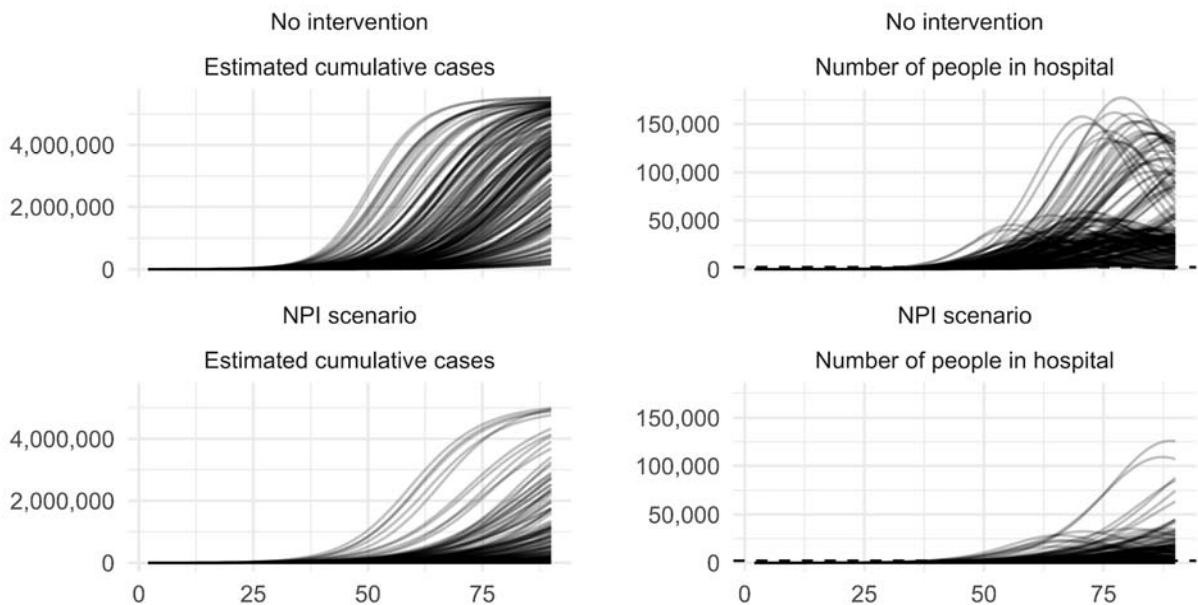 No intervention
Estimated cumulative cases
4,000,000
2,000,000
0
No intervention
Number of people in hospital
150,000
100,000
50,000
0
NPI scenario
Estimated cumulative cases
4,000,000
2,000,000
0
0 25 50 75
NPI scenario
Number of people in hospital
150,000
100,000
50,000
0
0 25 50 75